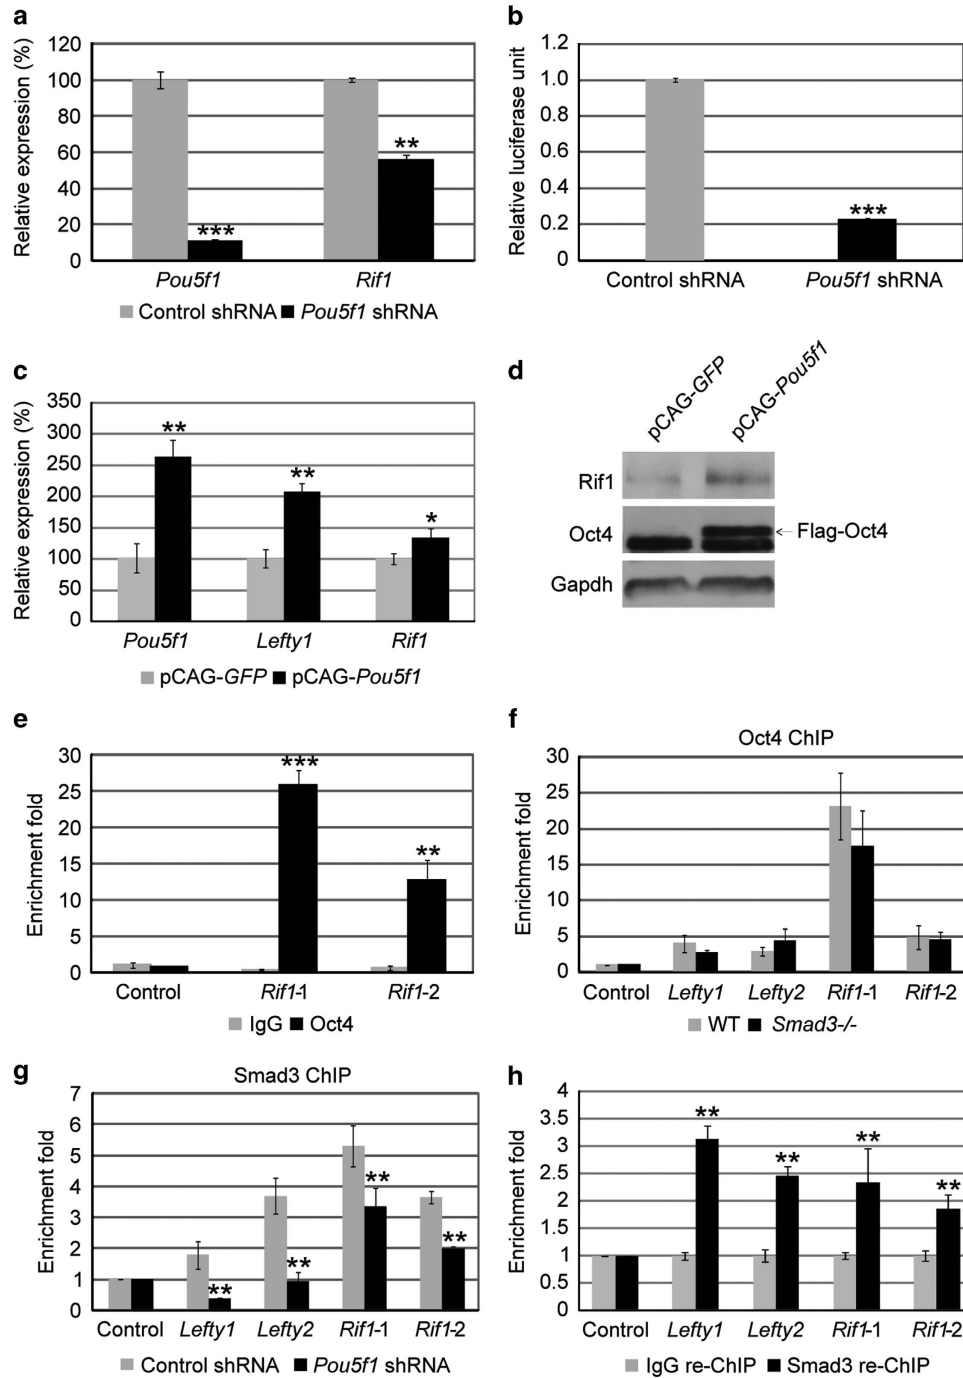 a
Relative expression (%)
120
100
80
60
40
20
0
***
**
Pou5f1 Rif1
Control shRNA Pou5f1 shRNA
b
Relative luciferase unit
1.2
1.0
0.8
0.6
0.4
0.2
0
***
Control shRNA Pou5f1 shRNA
c
Relative expression (%)
350
300
250
200
150
100
50
0
**
**
*
Pou5f1 Lefty1 Rif1
pCAG-GFP pCAG-Pou5f1
d
pCAG-GFP
pCAG-Pou5f1
Rif1
Oct4
←Flag-Oct4
Gapdh
e
Enrichment fold
30
25
20
15
10
5
0
***
**
Control Rif1-1 Rif1-2
IgG Oct4
f
Oct4 ChIP
Enrichment fold
30
25
20
15
10
5
0
Control Lefty1 Lefty2 Rif1-1 Rif1-2
WT Smad3-/-
g
Smad3 ChIP
Enrichment fold
7
6
5
4
3
2
1
0
**
**
**
**
Control Lefty1 Lefty2 Rif1-1 Rif1-2
Control shRNA Pou5f1 shRNA
h
Enrichment fold
4
3.5
3
2.5
2
1.5
1
0.5
0
**
**
**
**
Control Lefty1 Lefty2 Rif1-1 Rif1-2
IgG re-ChIP Smad3 re-ChIP